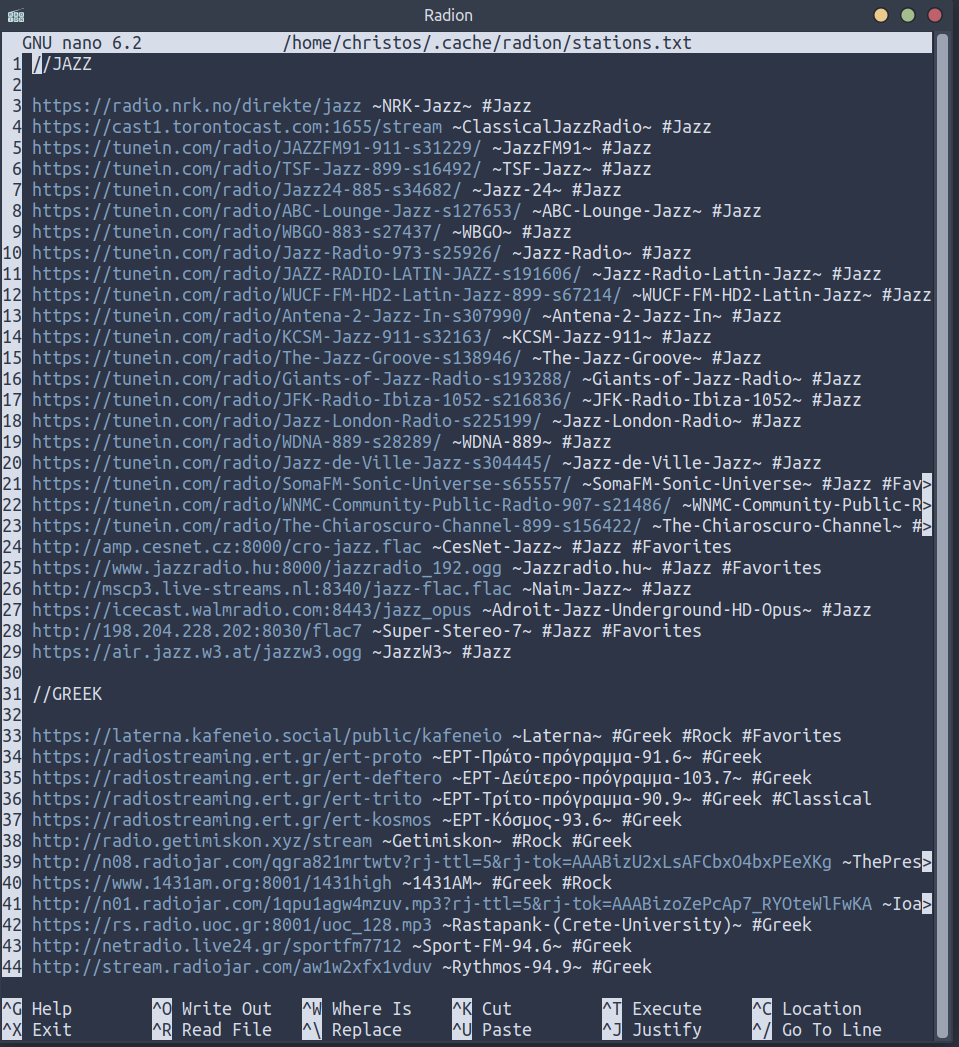 Radion
GNU nano 6.2 /home/christos/.cache/radion/stations.txt
1 //JAZZ
2
3 https://radio.nrk.no/direkte/jazz ~NRK-Jazz~ #Jazz
4 https://cast1.torontocast.com:1655/stream ~ClassicalJazzRadio~ #Jazz
5 https://tunein.com/radio/JAZZFM91-911-s31229/ ~JazzFM91~ #Jazz
6 https://tunein.com/radio/TSF-Jazz-899-s16492/ ~TSF-Jazz~ #Jazz
7 https://tunein.com/radio/Jazz24-885-s34682/ ~Jazz-24~ #Jazz
8 https://tunein.com/radio/ABC-Lounge-Jazz-s127653/ ~ABC-Lounge-Jazz~ #Jazz
9 https://tunein.com/radio/WBGO-883-s27437/ ~WBGO~ #Jazz
10 https://tunein.com/radio/Jazz-Radio-973-s25926/ ~Jazz-Radio~ #Jazz
11 https://tunein.com/radio/JAZZ-RADIO-LATIN-JAZZ-s191606/ ~Jazz-Radio-Latin-Jazz~ #Jazz
12 https://tunein.com/radio/WUCF-FM-HD2-Latin-Jazz-899-s67214/ ~WUCF-FM-HD2-Latin-Jazz~ #Jazz
13 https://tunein.com/radio/Antena-2-Jazz-In-s307990/ ~Antena-2-Jazz-In~ #Jazz
14 https://tunein.com/radio/KCSM-Jazz-911-s32163/ ~KCSM-Jazz-911~ #Jazz
15 https://tunein.com/radio/The-Jazz-Groove-s138946/ ~The-Jazz-Groove~ #Jazz
16 https://tunein.com/radio/Giants-of-Jazz-Radio-s193288/ ~Giants-of-Jazz-Radio~ #Jazz
17 https://tunein.com/radio/JFK-Radio-Ibiza-1052-s216836/ ~JFK-Radio-Ibiza-1052~ #Jazz
18 https://tunein.com/radio/Jazz-London-Radio-s225199/ ~Jazz-London-Radio~ #Jazz
19 https://tunein.com/radio/WDNA-889-s28289/ ~WDNA-889~ #Jazz
20 https://tunein.com/radio/Jazz-de-Ville-Jazz-s304445/ ~Jazz-de-Ville-Jazz~ #Jazz
21 https://tunein.com/radio/SomaFM-Sonic-Universe-s65557/ ~SomaFM-Sonic-Universe~ #Jazz #Fav>
22 https://tunein.com/radio/WNMC-Community-Public-Radio-907-s21486/ ~WNMC-Community-Public-R>
23 https://tunein.com/radio/The-Chiaroscuro-Channel-899-s156422/ ~The-Chiaroscuro-Channel~ #>
24 http://amp.cesnet.cz:8000/cro-jazz.flac ~CesNet-Jazz~ #Jazz #Favorites
25 https://www.jazzradio.hu:8000/jazzradio_192.ogg ~Jazzradio.hu~ #Jazz #Favorites
26 http://mscp3.live-streams.nl:8340/jazz-flac.flac ~Naim-Jazz~ #Jazz
27 https://icecast.walmradio.com:8443/jazz_opus ~Adroit-Jazz-Underground-HD-Opus~ #Jazz
28 http://198.204.228.202:8030/flac7 ~Super-Stereo-7~ #Jazz #Favorites
29 https://air.jazz.w3.at/jazzw3.ogg ~JazzW3~ #Jazz
30
31 //GREEK
32
33 https://laterna.kafeneio.social/public/kafeneio ~Laterna~ #Greek #Rock #Favorites
34 https://radiostreaming.ert.gr/ert-proto ~ΕΡΤ-Πρώτο-πρόγραμμα-91.6~ #Greek
35 https://radiostreaming.ert.gr/ert-deftero ~ΕΡΤ-Δεύτερο-πρόγραμμα-103.7~ #Greek
36 https://radiostreaming.ert.gr/ert-trito ~ΕΡΤ-Τρίτο-πρόγραμμα-90.9~ #Greek #Classical
37 https://radiostreaming.ert.gr/ert-kosmos ~ΕΡΤ-Κόσμος-93.6~ #Greek
38 http://radio.getimiskon.xyz/stream ~Getimiskon~ #Rock #Greek
39 http://n08.radiojar.com/qgra821mrtwtv?rj-ttl=5&rj-tok=AAABizU2xLsAFCbxO4bxPEeXKg ~ThePres>
40 https://www.1431am.org:8001/1431high ~1431AM~ #Greek #Rock
41 http://n01.radiojar.com/1qpu1agw4mzuv.mp3?rj-ttl=5&rj-tok=AAABizoZePcAp7_RYOteWlFwKA ~Ioa>
42 https://rs.radio.uoc.gr:8001/uoc_128.mp3 ~Rastapank-(Crete-University)~ #Greek
43 http://netradio.live24.gr/sportfm7712 ~Sport-FM-94.6~ #Greek
44 http://stream.radiojar.com/aw1w2xfx1vduv ~Rythmos-94.9~ #Greek
^G Help ^O Write Out ^W Where Is ^K Cut ^T Execute ^C Location
^X Exit ^R Read File ^\ Replace ^U Paste ^J Justify ^/ Go To Line